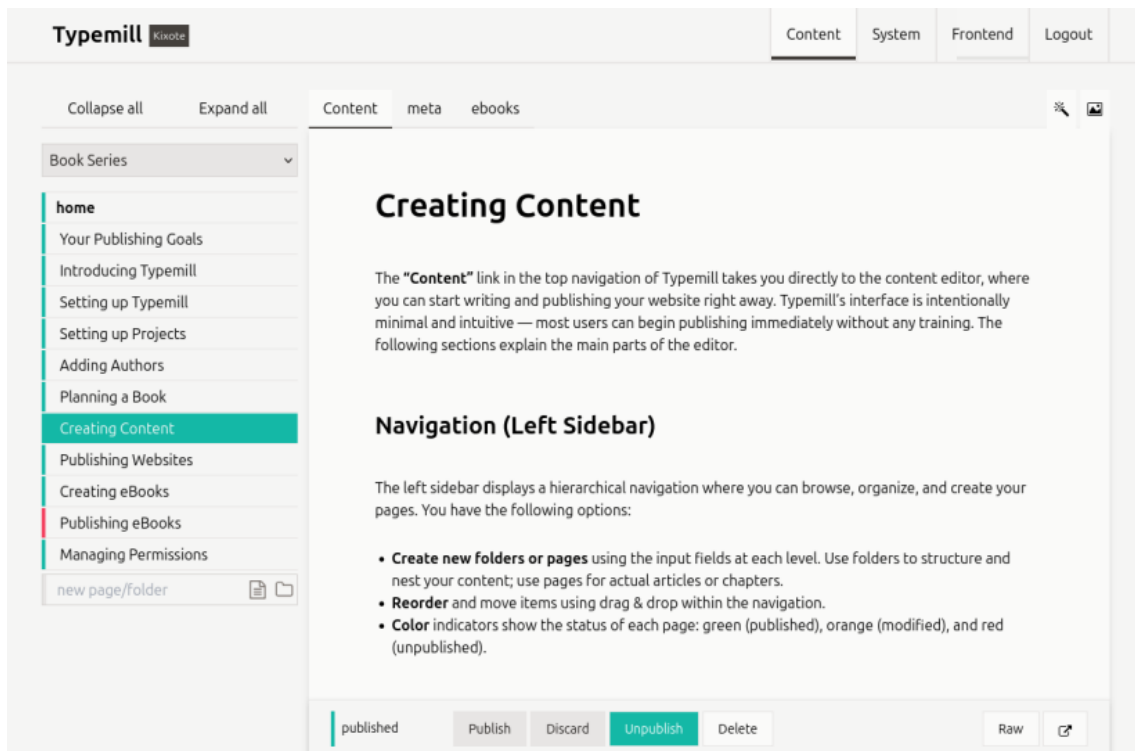 Typemill Kixote
Content System Frontend Logout
Collapse all Expand all
Content meta ebooks
Book Series
home
Your Publishing Goals
Introducing Typemill
Setting up Typemill
Setting up Projects
Adding Authors
Planning a Book
Creating Content
Publishing Websites
Creating eBooks
Publishing eBooks
Managing Permissions
new page/folder
Creating Content
The “Content” link in the top navigation of Typemill takes you directly to the content editor, where
you can start writing and publishing your website right away. Typemill’s interface is intentionally
minimal and intuitive — most users can begin publishing immediately without any training. The
following sections explain the main parts of the editor.
Navigation (Left Sidebar)
The left sidebar displays a hierarchical navigation where you can browse, organize, and create your
pages. You have the following options:
• Create new folders or pages using the input fields at each level. Use folders to structure and
nest your content; use pages for actual articles or chapters.
• Reorder and move items using drag & drop within the navigation.
• Color indicators show the status of each page: green (published), orange (modified), and red
(unpublished).
published Publish Discard Unpublish Delete Raw